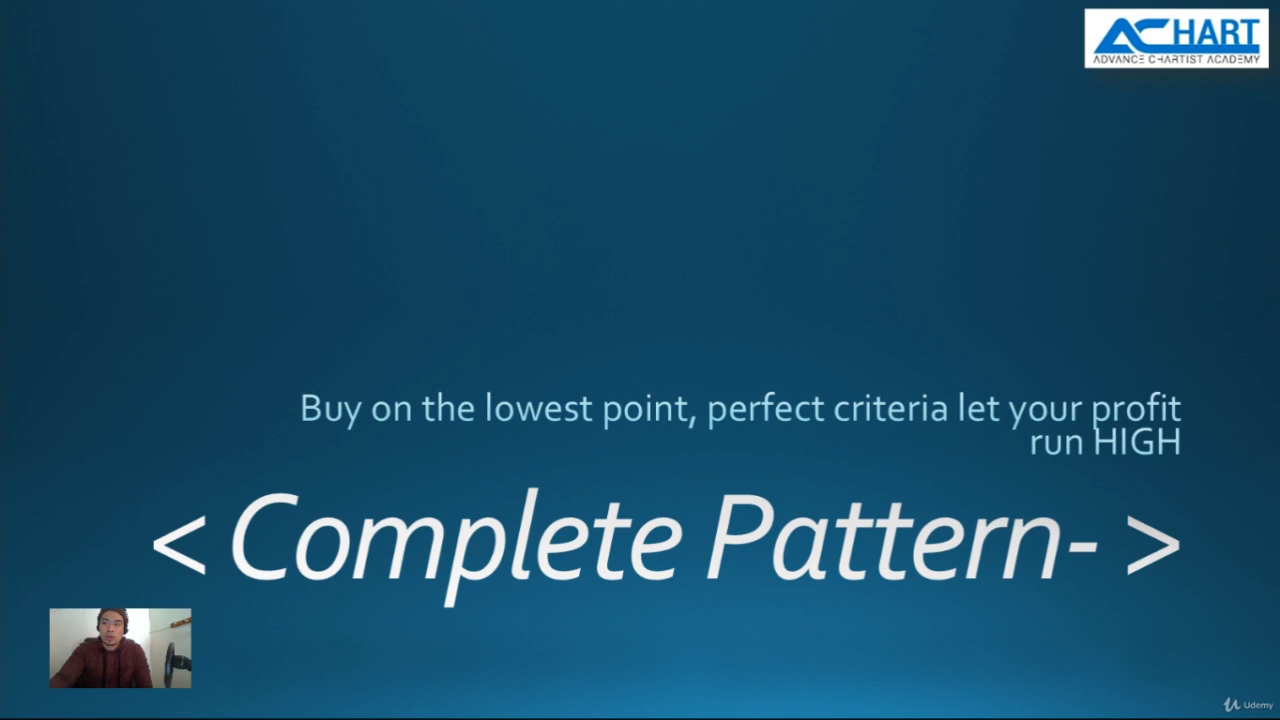 ACHART
ADVANCE CHARTIST ACADEMY
Buy on the lowest point, perfect criteria let your profit
run HIGH
< Complete Pattern- >
Udemy